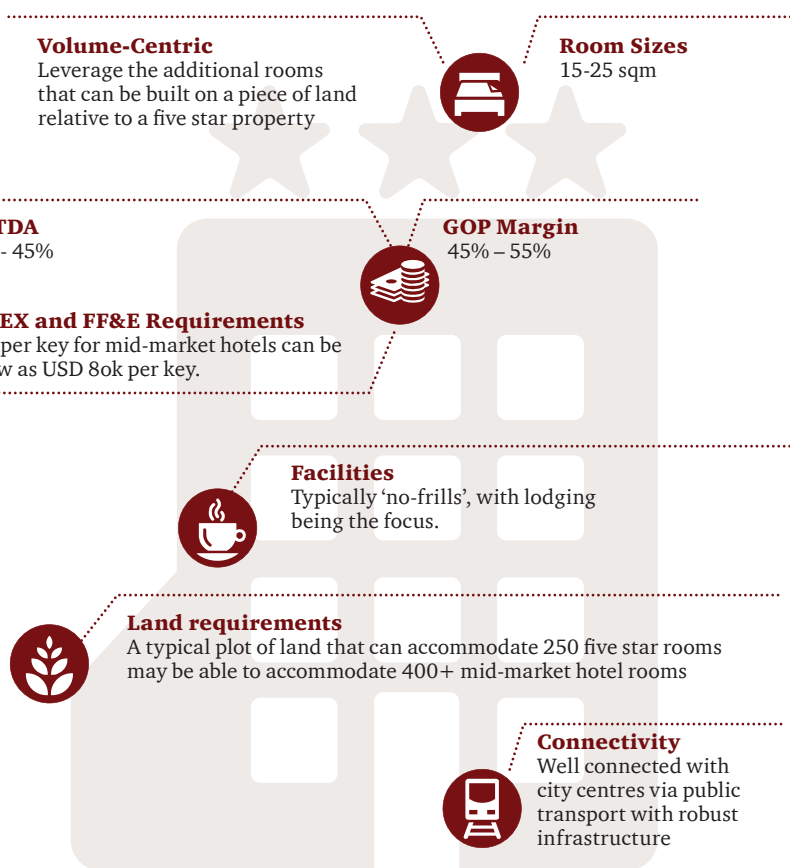 Volume-Centric
Leverage the additional rooms
that can be built on a piece of land
relative to a five star property
Room Sizes
15-25 sqm
TDA
- 45%
GOP Margin
45% – 55%
EX and FF&E Requirements
per key for mid-market hotels can be
w as USD 80k per key.
Facilities
Typically ‘no-frills’, with lodging
being the focus.
Land requirements
A typical plot of land that can accommodate 250 five star rooms
may be able to accommodate 400+ mid-market hotel rooms
Connectivity
Well connected with
city centres via public
transport with robust
infrastructure